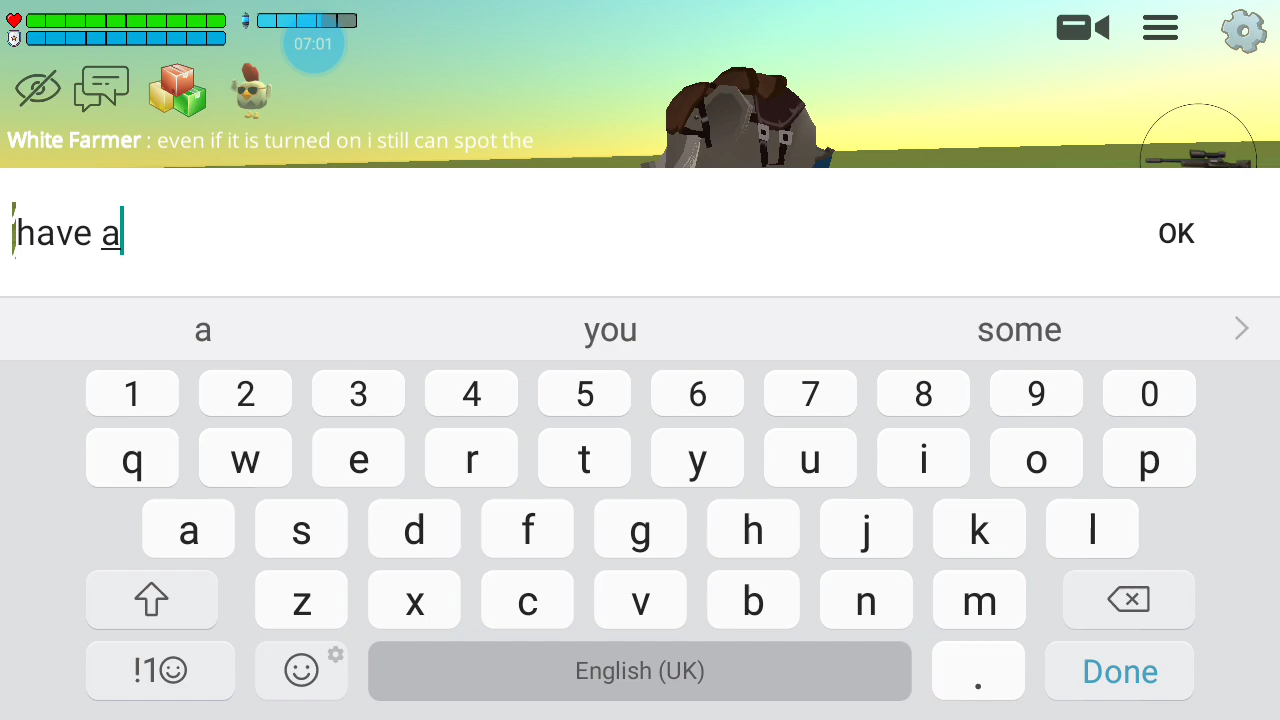 07:01
White Farmer : even if it is turned on i still can spot the
have a
OK
a you some
1 2 3 4 5 6 7 8 9 0
q w e r t y u i o p
a s d f g h j k l
z x c v b n m
!1☺ English (UK) . Done